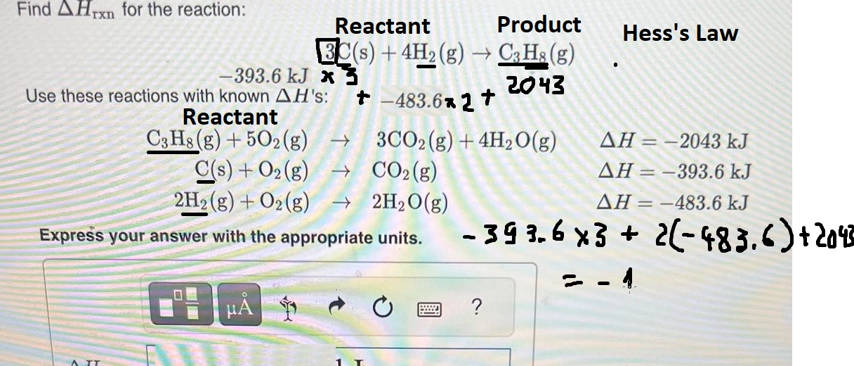 Find ΔHrxn for the reaction:
Reactant Product Hess's Law
3C(s) + 4H₂(g) → C₃H₈(g)
−393.6 kJ × 3 + −483.6 × 2 + 2043
Use these reactions with known ΔH's:
Reactant
C₃H₈(g) + 5O₂(g) → 3CO₂(g) + 4H₂O(g) ΔH = −2043 kJ
C(s) + O₂(g) → CO₂(g) ΔH = −393.6 kJ
2H₂(g) + O₂(g) → 2H₂O(g) ΔH = −483.6 kJ
Express your answer with the appropriate units.
-393.6 × 3 + 2(-483.6) + 2043
= - 1
μÅ ?